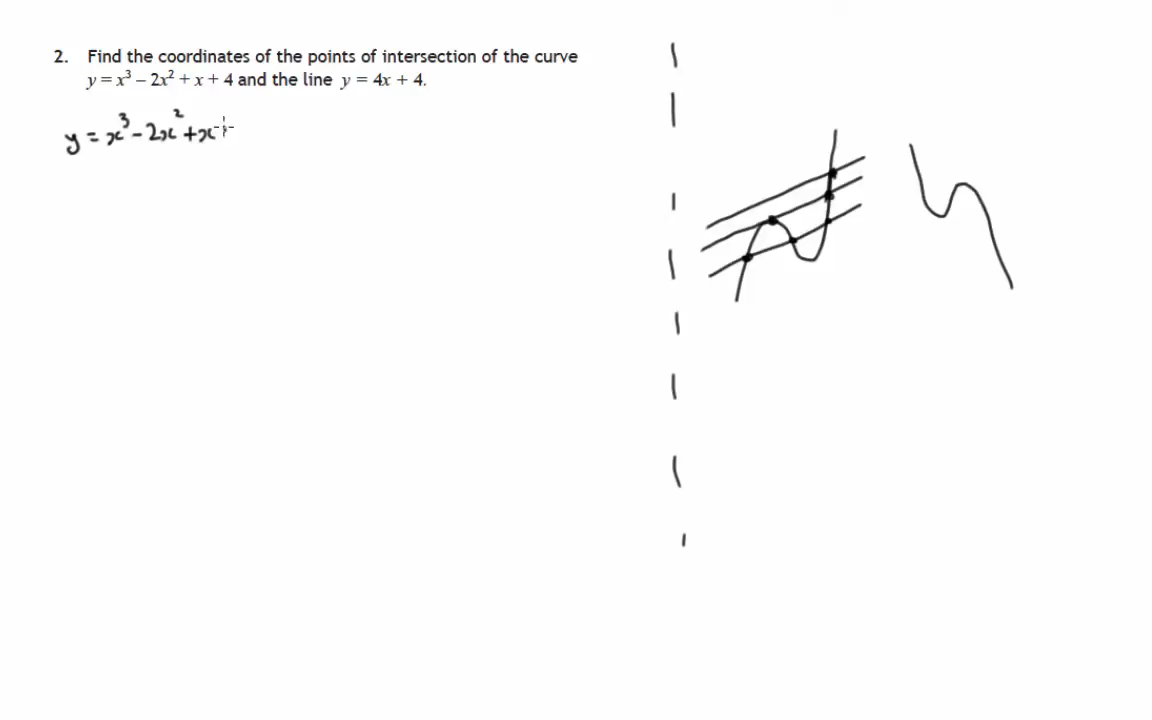 2. Find the coordinates of the points of intersection of the curve
y = x³ – 2x² + x + 4 and the line y = 4x + 4.
y = x³ - 2x² + x +